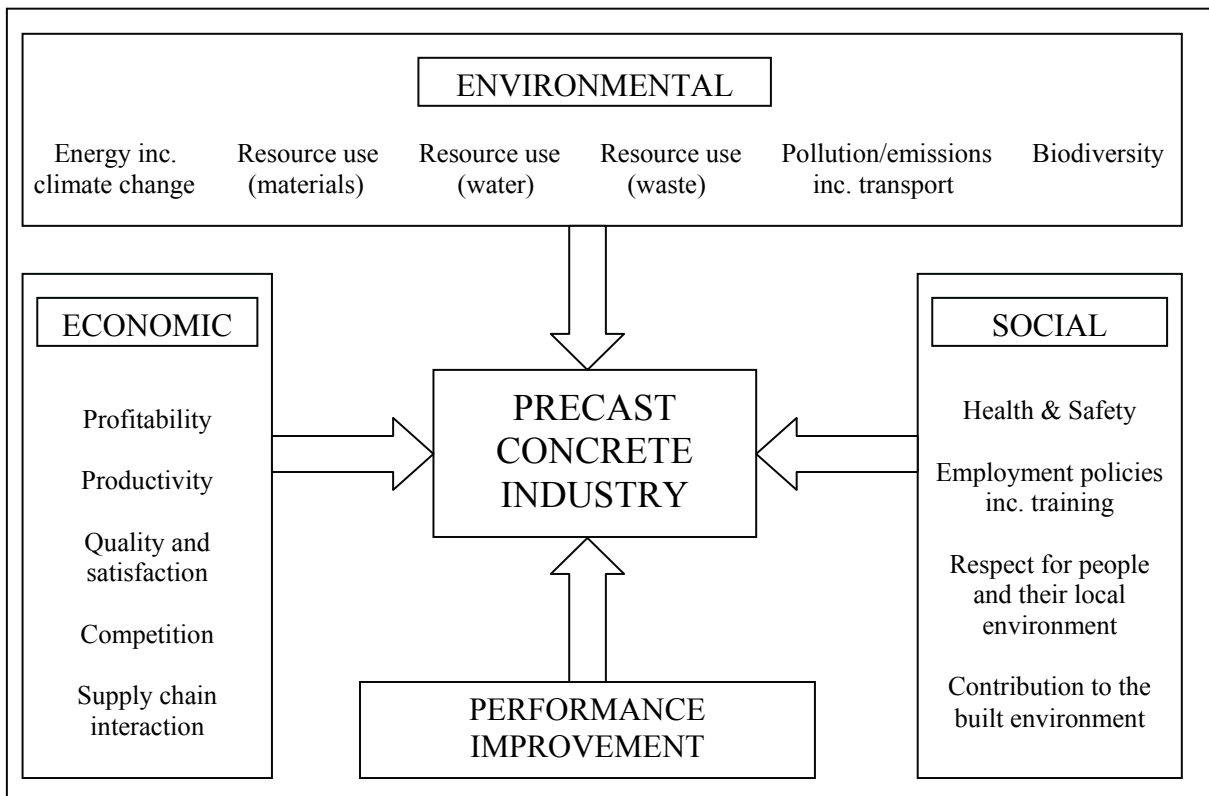 ENVIRONMENTAL
Energy inc.
climate change
Resource use
(materials)
Resource use
(water)
Resource use
(waste)
Pollution/emissions
inc. transport
Biodiversity
ECONOMIC
Profitability
Productivity
Quality and
satisfaction
Competition
Supply chain
interaction
PRECAST
CONCRETE
INDUSTRY
PERFORMANCE
IMPROVEMENT
SOCIAL
Health & Safety
Employment policies
inc. training
Respect for people
and their local
environment
Contribution to the
built environment